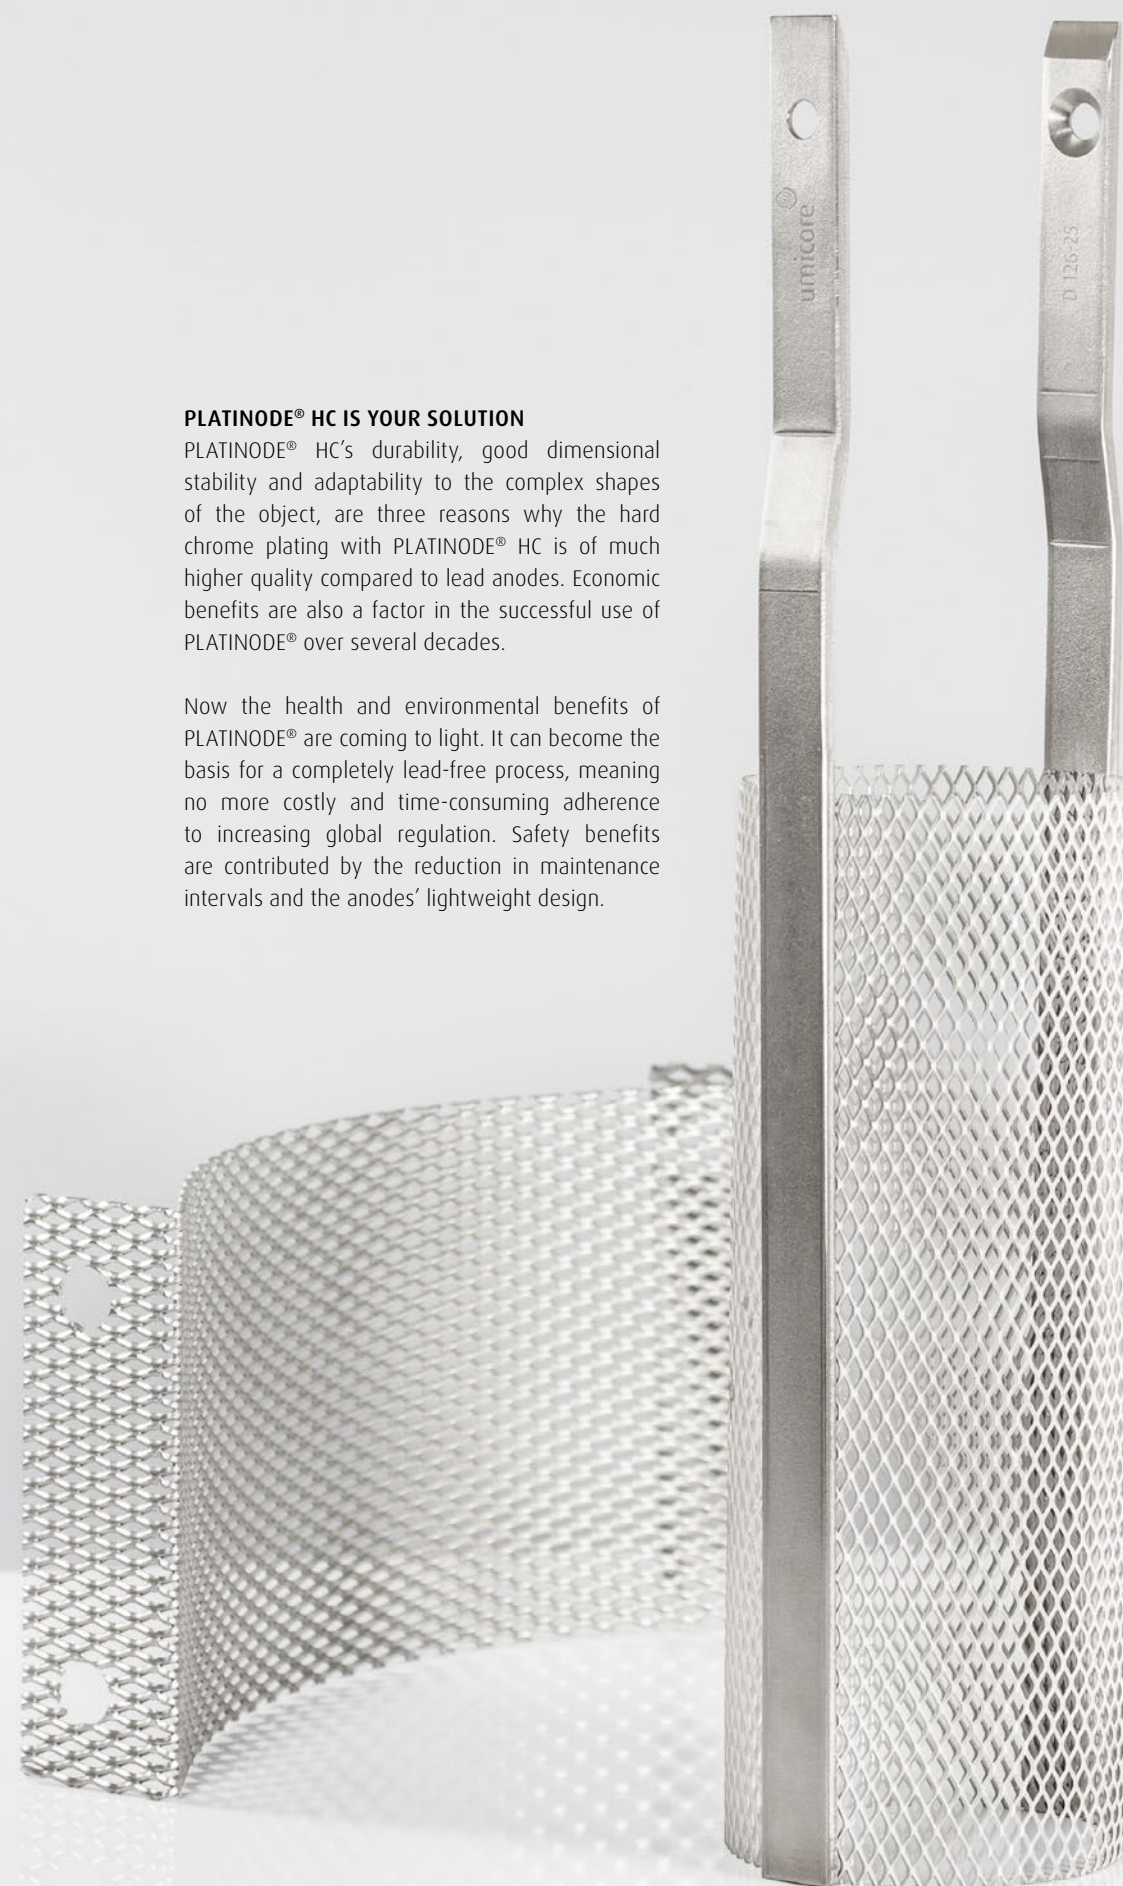 PLATINODE® HC IS YOUR SOLUTION
PLATINODE® HC’s durability, good dimensional
stability and adaptability to the complex shapes
of the object, are three reasons why the hard
chrome plating with PLATINODE® HC is of much
higher quality compared to lead anodes. Economic
benefits are also a factor in the successful use of
PLATINODE® over several decades.
Now the health and environmental benefits of
PLATINODE® are coming to light. It can become the
basis for a completely lead-free process, meaning
no more costly and time-consuming adherence
to increasing global regulation. Safety benefits
are contributed by the reduction in maintenance
intervals and the anodes’ lightweight design.
umicore
D 126-25